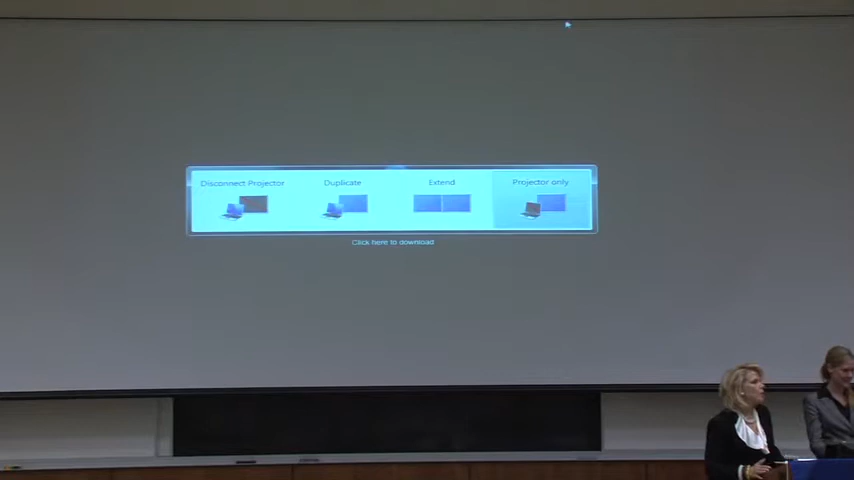 Disconnect Projector Duplicate Extend Projector only
Click here to download